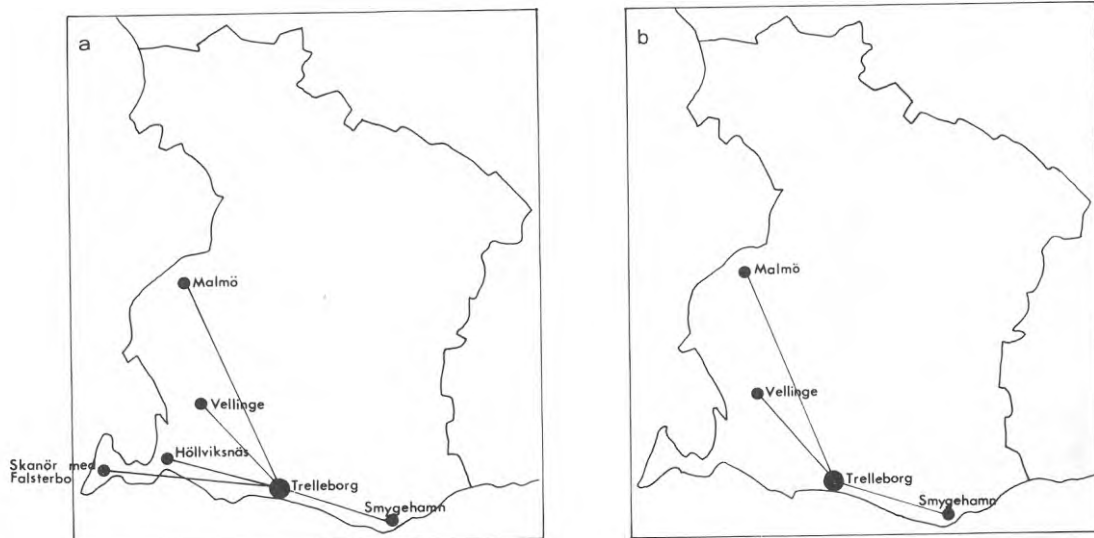 a
Malmö
Vellinge
Höllviksnäs
Skanör med
Falsterbo
Trelleborg
Smygehamn
b
Malmö
Vellinge
Trelleborg
Smygehamn